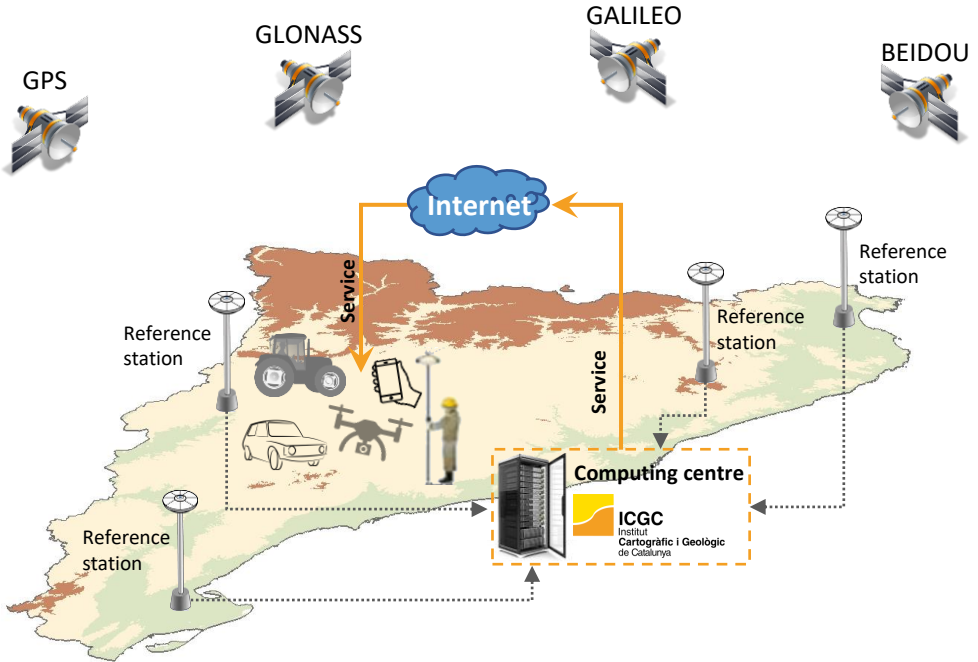 GPS
GLONASS
GALILEO
BEIDOU
Internet
Service
Service
Reference
station
Reference
station
Reference
station
Reference
station
Computing centre
ICGC
Institut
Cartogràfic i Geològic
de Catalunya